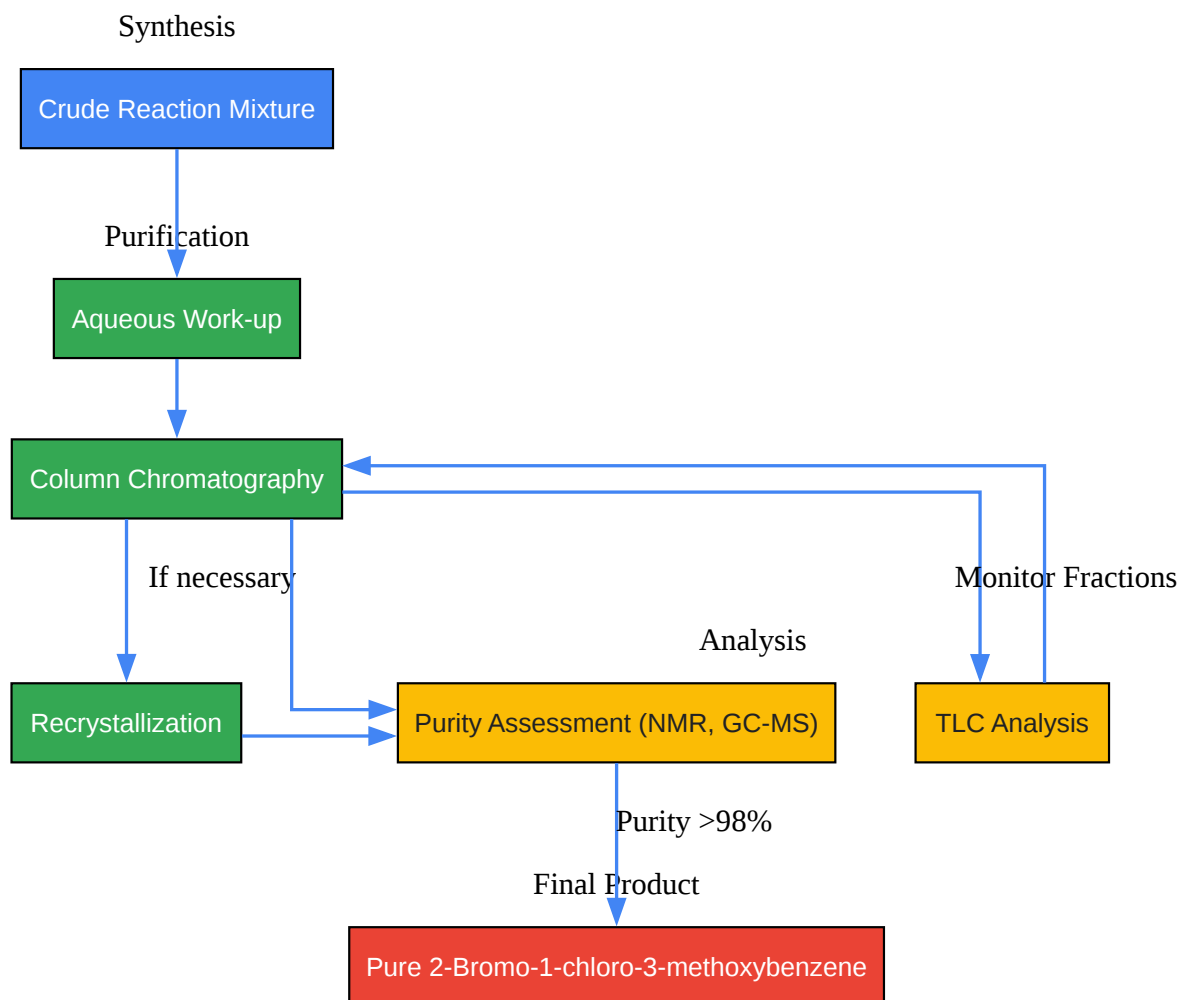 Synthesis
Crude Reaction Mixture
Purification
Aqueous Work-up
Column Chromatography
If necessary
Monitor Fractions
Analysis
Recrystallization
Purity Assessment (NMR, GC-MS)
TLC Analysis
Purity >98%
Final Product
Pure 2-Bromo-1-chloro-3-methoxybenzene